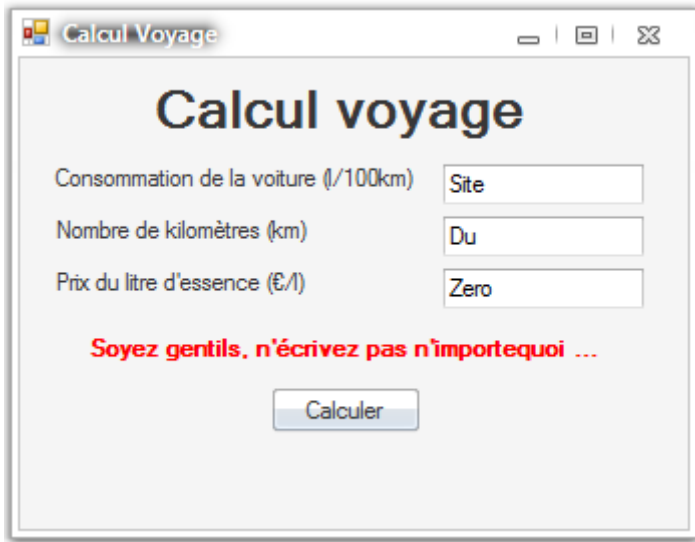 Calcul Voyage
Calcul voyage
Consommation de la voiture (l/100km) Site
Nombre de kilomètres (km) Du
Prix du litre d'essence (€/l) Zero
Soyez gentils, n'écrivez pas n'importequoi ...
Calculer